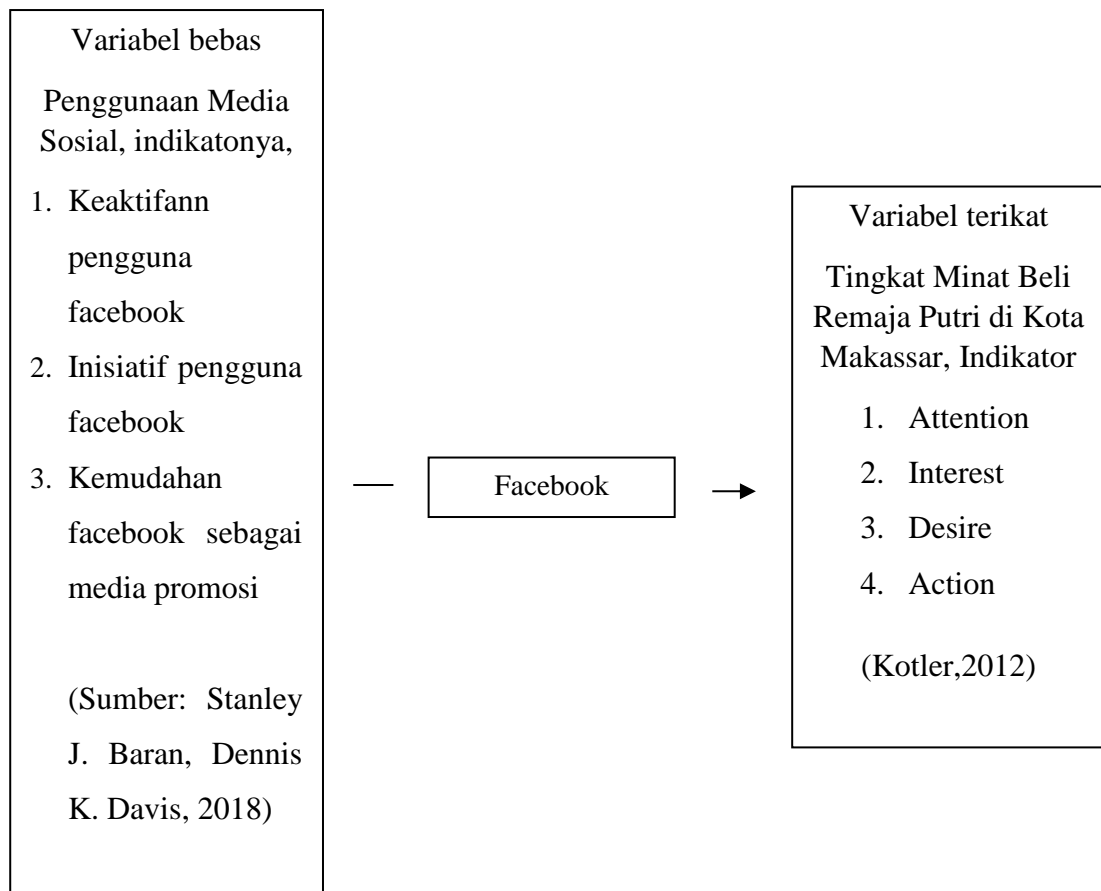 Variabel bebas
Penggunaan Media
Sosial, indikatonya,
1. Keaktifann
pengguna
facebook
2. Inisiatif pengguna
facebook
3. Kemudahan
facebook sebagai
media promosi
(Sumber: Stanley
J. Baran, Dennis
K. Davis, 2018)
Facebook
Variabel terikat
Tingkat Minat Beli
Remaja Putri di Kota
Makassar, Indikator
1. Attention
2. Interest
3. Desire
4. Action
(Kotler,2012)